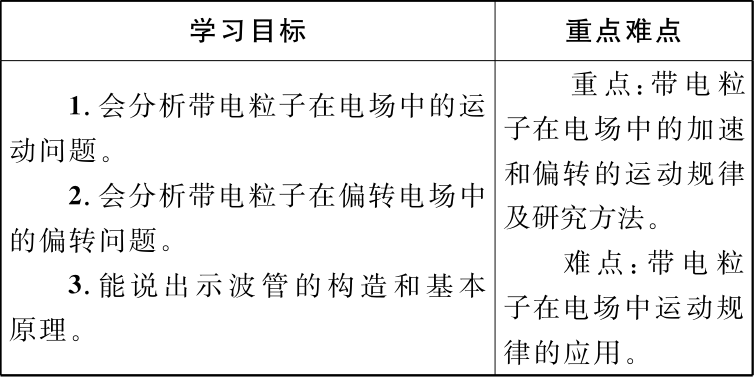 学习目标
1. 会分析带电粒子在电场中的运
动问题。
2. 会分析带电粒子在偏转电场中
的偏转问题。
3. 能说出示波管的构造和基本
原理。
重点难点
重点:带电粒
子在电场中的加速
和偏转的运动规律
及研究方法。
难点:带电粒
子在电场中运动规
律的应用。